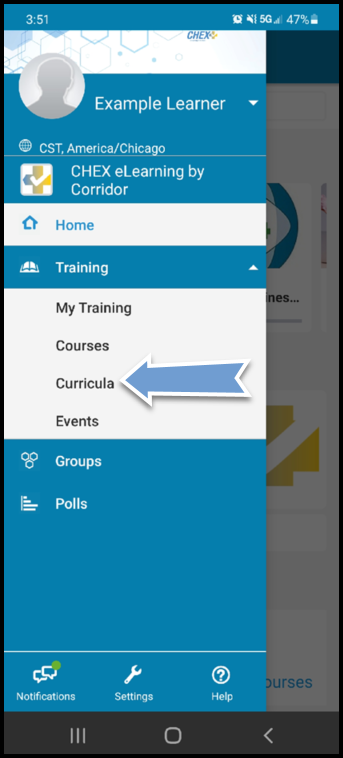 3:51
5G 47%
CHEX
Example Learner
CST, America/Chicago
CHEX eLearning by
Corridor
Home
Training
My Training
Courses
Curricula
Events
Groups
Polls
ines...
ourses
Notifications
Settings
Help